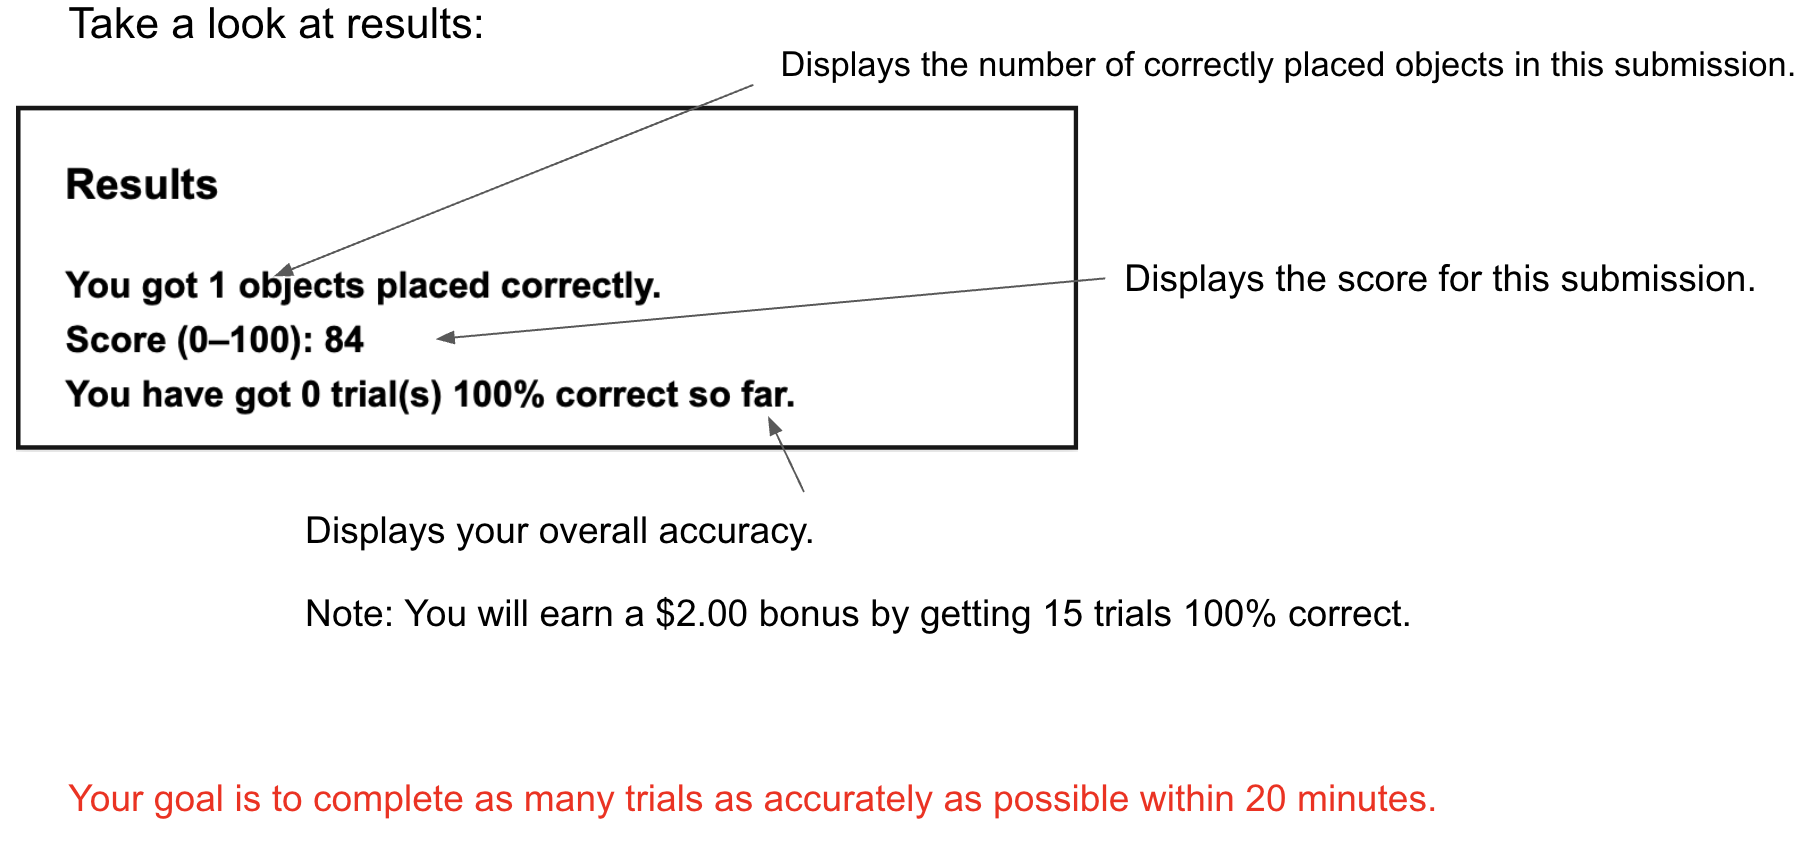 Take a look at results:
Displays the number of correctly placed objects in this submission.
Results
You got 1 objects placed correctly.
Displays the score for this submission.
Score (0–100): 84
You have got 0 trial(s) 100% correct so far.
Displays your overall accuracy.
Note: You will earn a $2.00 bonus by getting 15 trials 100% correct.
Your goal is to complete as many trials as accurately as possible within 20 minutes.